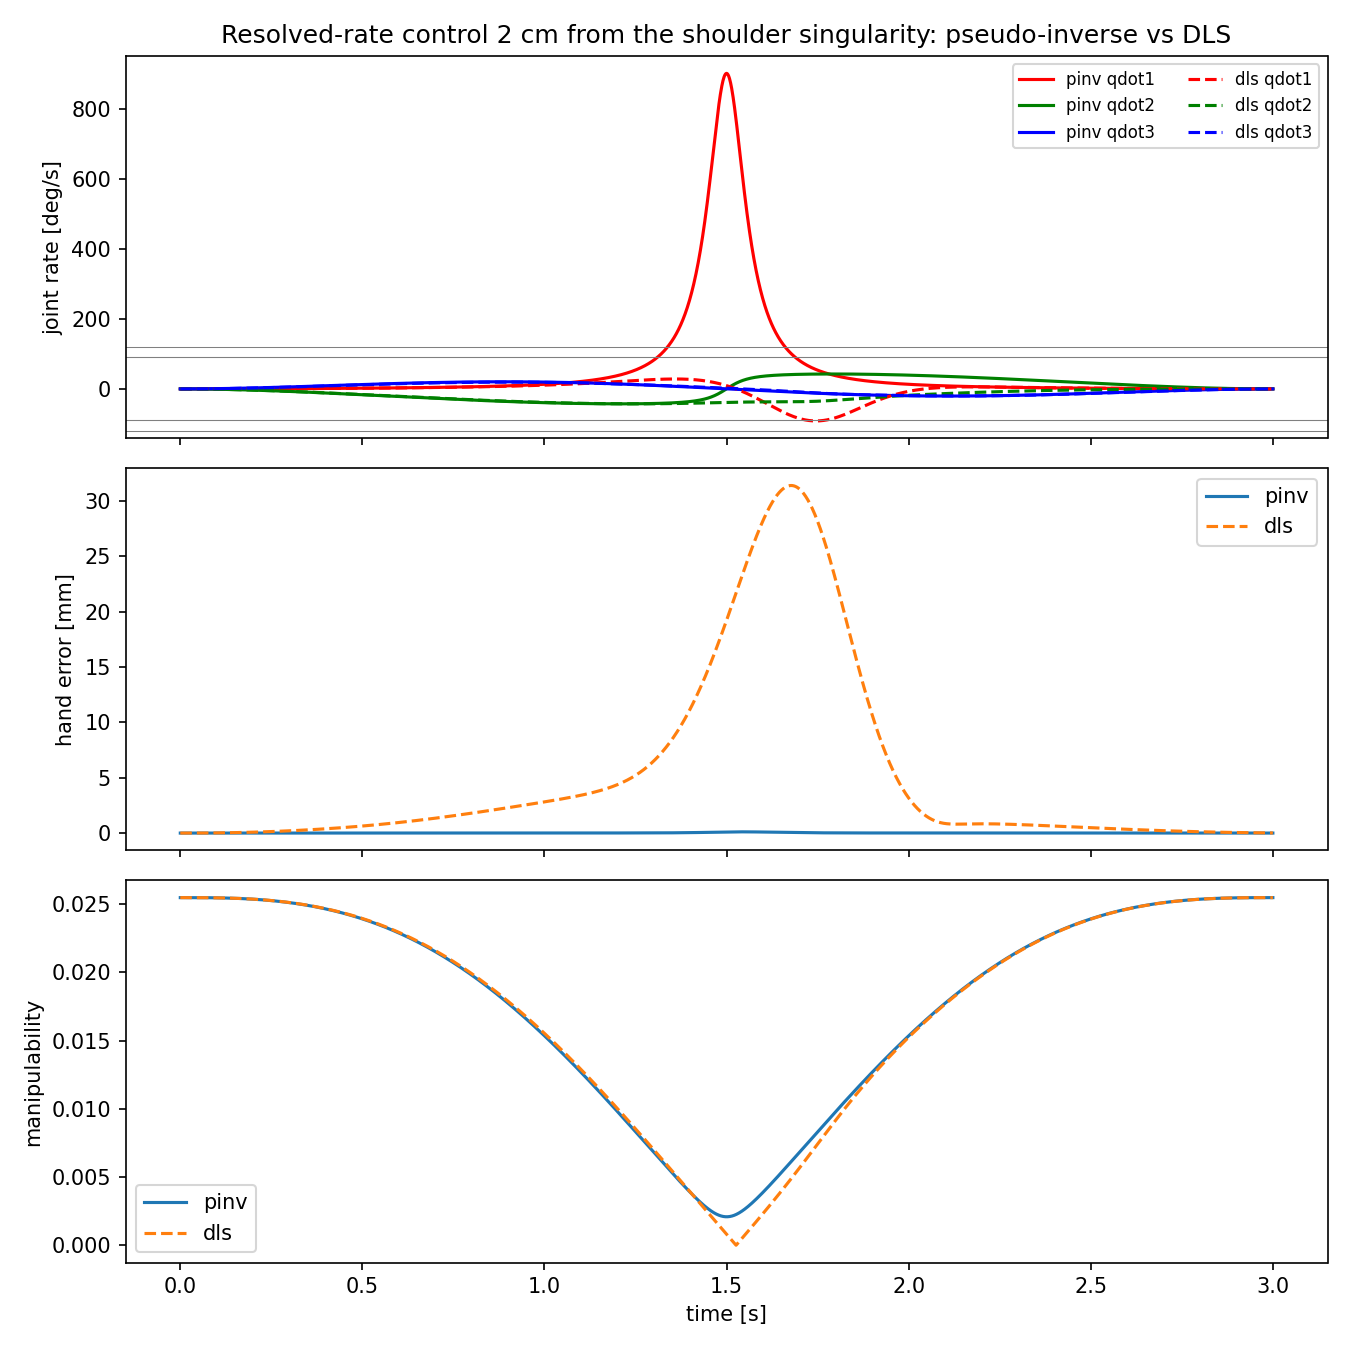 Resolved-rate control 2 cm from the shoulder singularity: pseudo-inverse vs DLS
joint rate [deg/s]
800
600
400
200
0
pinv qdot1
pinv qdot2
pinv qdot3
dls qdot1
dls qdot2
dls qdot3
hand error [mm]
30
25
20
15
10
5
0
pinv
dls
manipulability
0.025
0.020
0.015
0.010
0.005
0.000
pinv
dls
0.0 0.5 1.0 1.5 2.0 2.5 3.0
time [s]